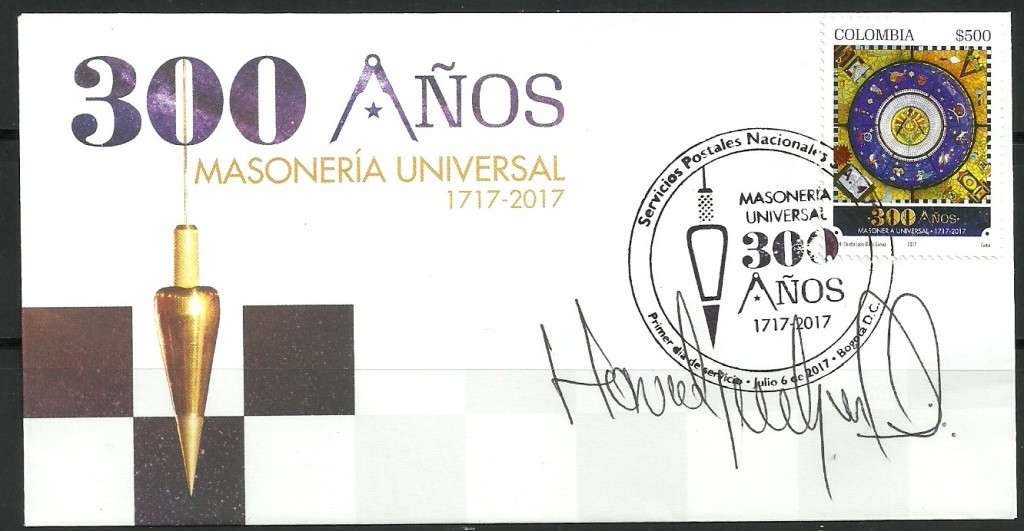 300 AÑOS
MASONERÍA UNIVERSAL
1717-2017
COLOMBIA $500
300 AÑOS
MASONERÍA UNIVERSAL • 1717-2017
2017
Servicios Postales Nacionales S.A.
MASONERÍA
UNIVERSAL
300
AÑOS
1717-2017
Primer día de servicio • Julio 6 de 2017 • Bogotá D.C.